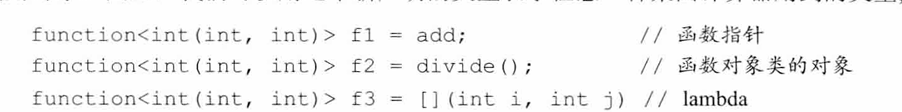 function<int(int, int)> f1 = add; // 函数指针
function<int(int, int)> f2 = divide(); // 函数对象类的对象
function<int(int, int)> f3 = [](int i, int j) // lambda